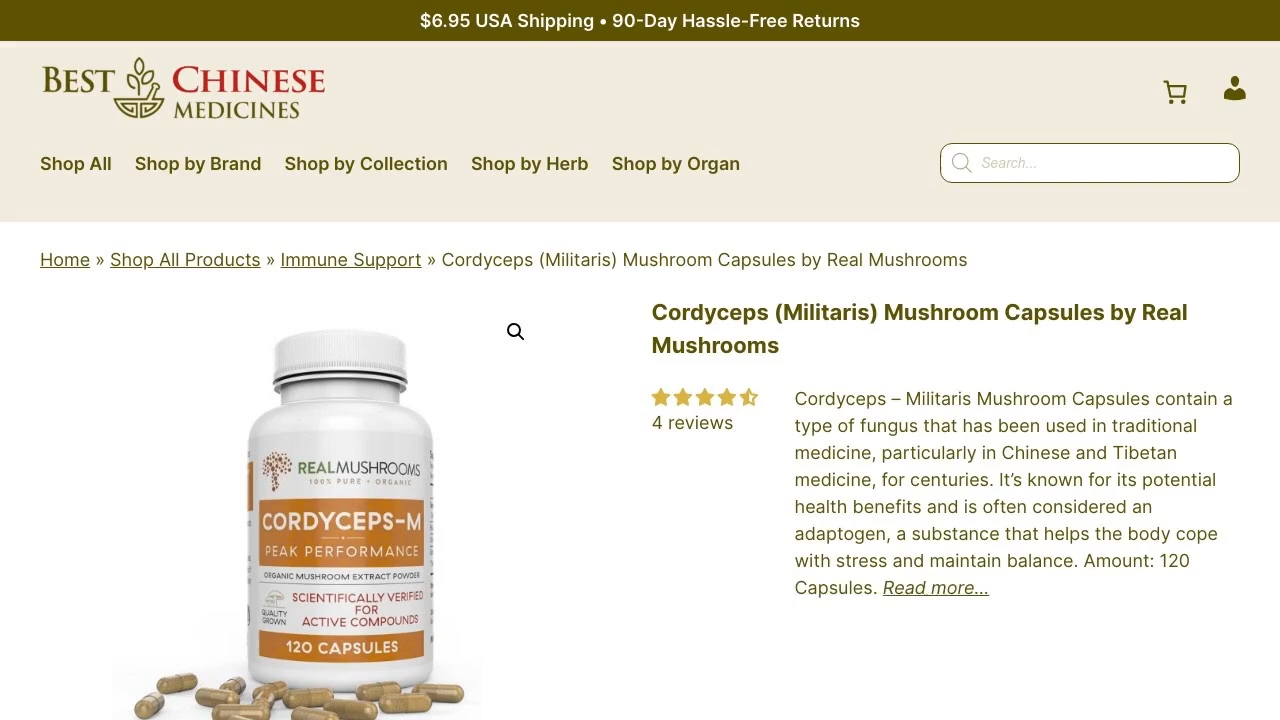 $6.95 USA Shipping • 90-Day Hassle-Free Returns
BEST CHINESE
MEDICINES
Shop All Shop by Brand Shop by Collection Shop by Herb Shop by Organ
Search...
Home » Shop All Products » Immune Support » Cordyceps (Militaris) Mushroom Capsules by Real Mushrooms
Cordyceps (Militaris) Mushroom Capsules by Real
Mushrooms
4 reviews
Cordyceps – Militaris Mushroom Capsules contain a
type of fungus that has been used in traditional
medicine, particularly in Chinese and Tibetan
medicine, for centuries. It’s known for its potential
health benefits and is often considered an
adaptogen, a substance that helps the body cope
with stress and maintain balance. Amount: 120
Capsules. Read more...
REALMUSHROOMS
100% PURE • ORGANIC
CORDYCEPS-M
PEAK PERFORMANCE
ORGANIC MUSHROOM EXTRACT POWDER
QUALITY
GROWN
SCIENTIFICALLY VERIFIED
FOR
ACTIVE COMPOUNDS
120 CAPSULES